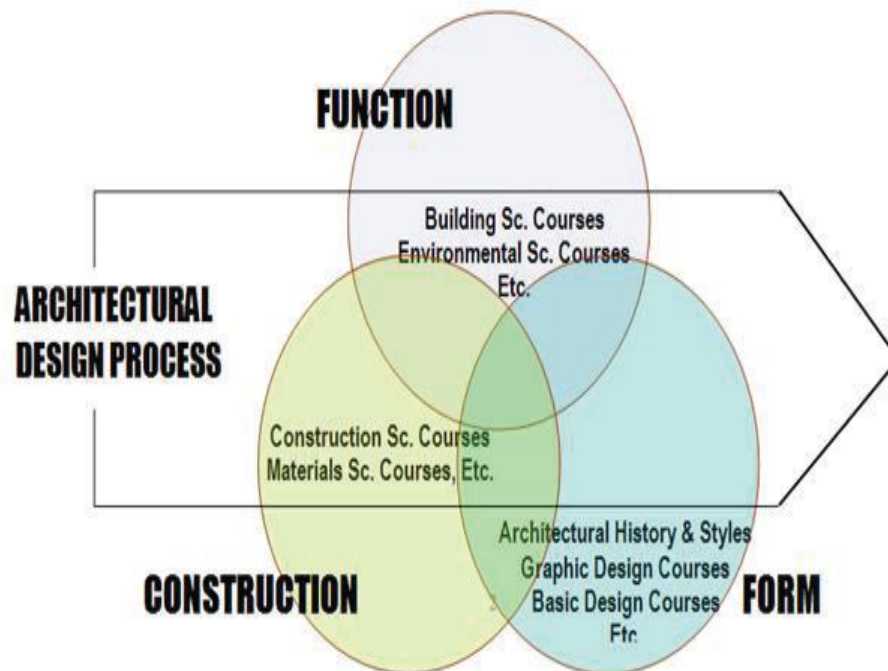 FUNCTION
Building Sc. Courses
Environmental Sc. Courses
Etc.
ARCHITECTURAL
DESIGN PROCESS
Construction Sc. Courses
Materials Sc. Courses, Etc.
Architectural History & Styles
Graphic Design Courses
Basic Design Courses
Etc
CONSTRUCTION
FORM